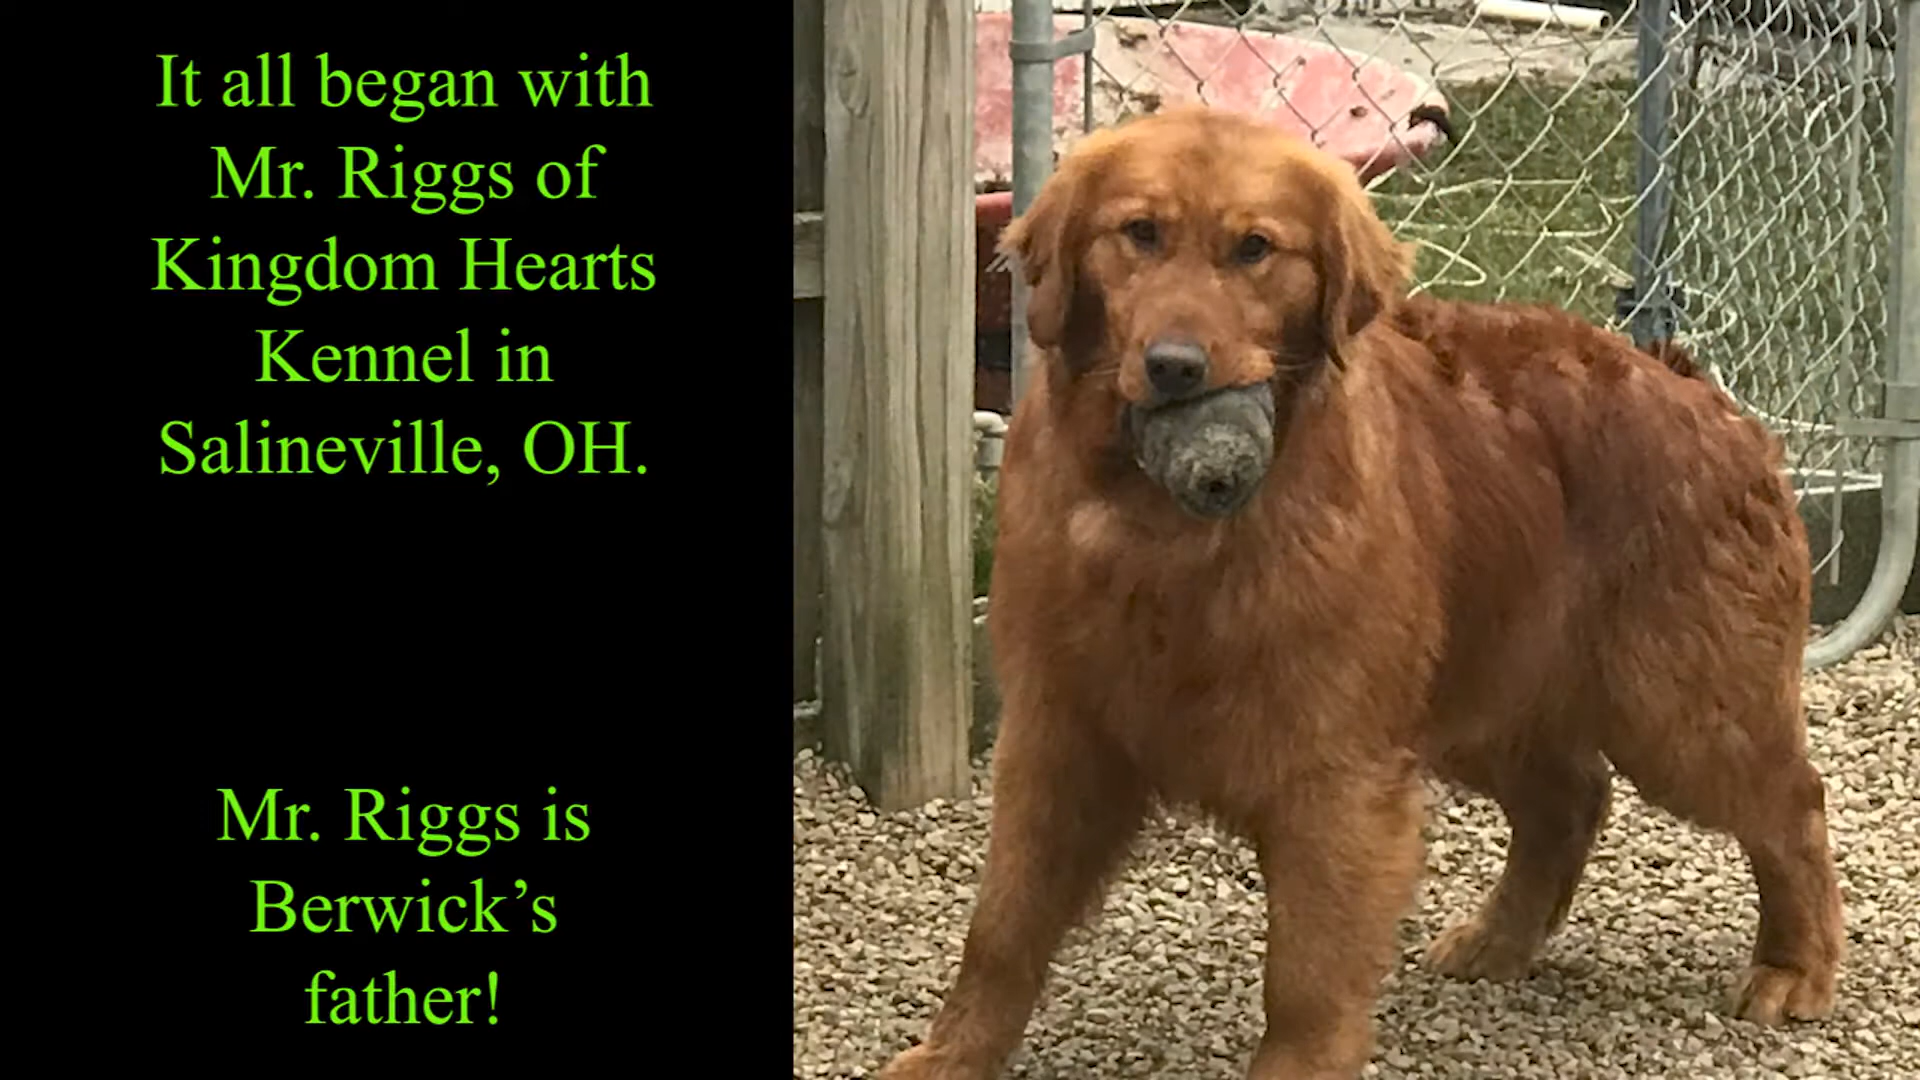 It all began with
Mr. Riggs of
Kingdom Hearts
Kennel in
Salineville, OH.
Mr. Riggs is
Berwick’s
father!